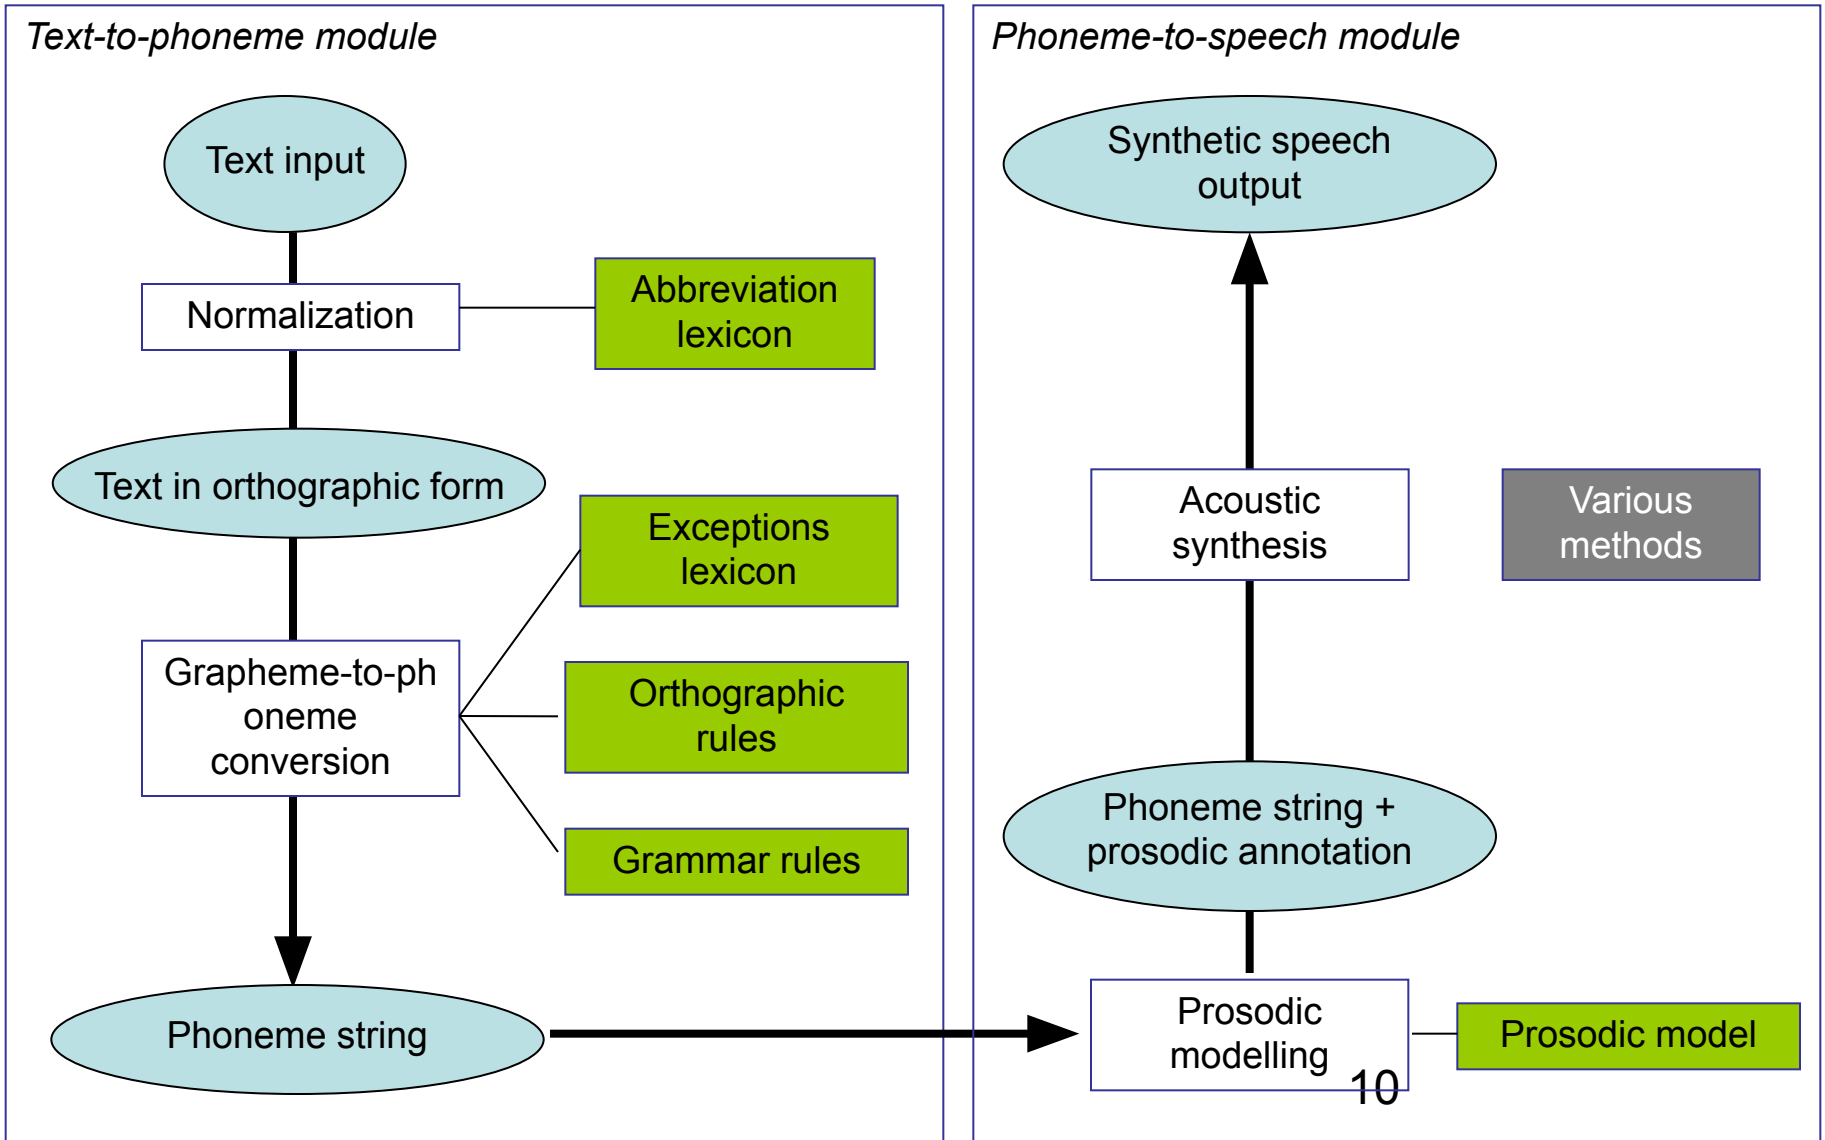 Text-to-phoneme module
Text input
Normalization
Abbreviation
lexicon
Text in orthographic form
Exceptions
lexicon
Grapheme-to-ph
oneme
conversion
Orthographic
rules
Grammar rules
Phoneme string
Phoneme-to-speech module
Synthetic speech
output
Acoustic
synthesis
Various
methods
Phoneme string +
prosodic annotation
Prosodic
modelling
Prosodic model
10